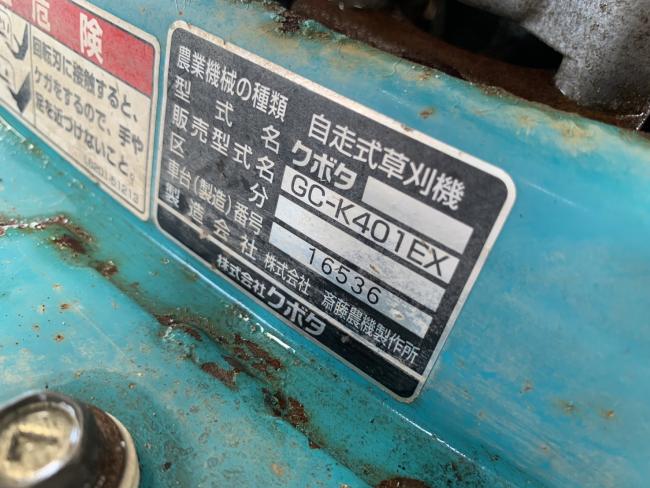 危険
回転刃に接触すると、
ケガをするので、手や
足を近づけないこと。
農業機械の種類 自走式草刈機
型式名 クボタ
販売型式名 GC-K401EX
区分
車台(製造)番号 16536
製造会社 株式会社 斎藤農機製作所
株式会社クボタ